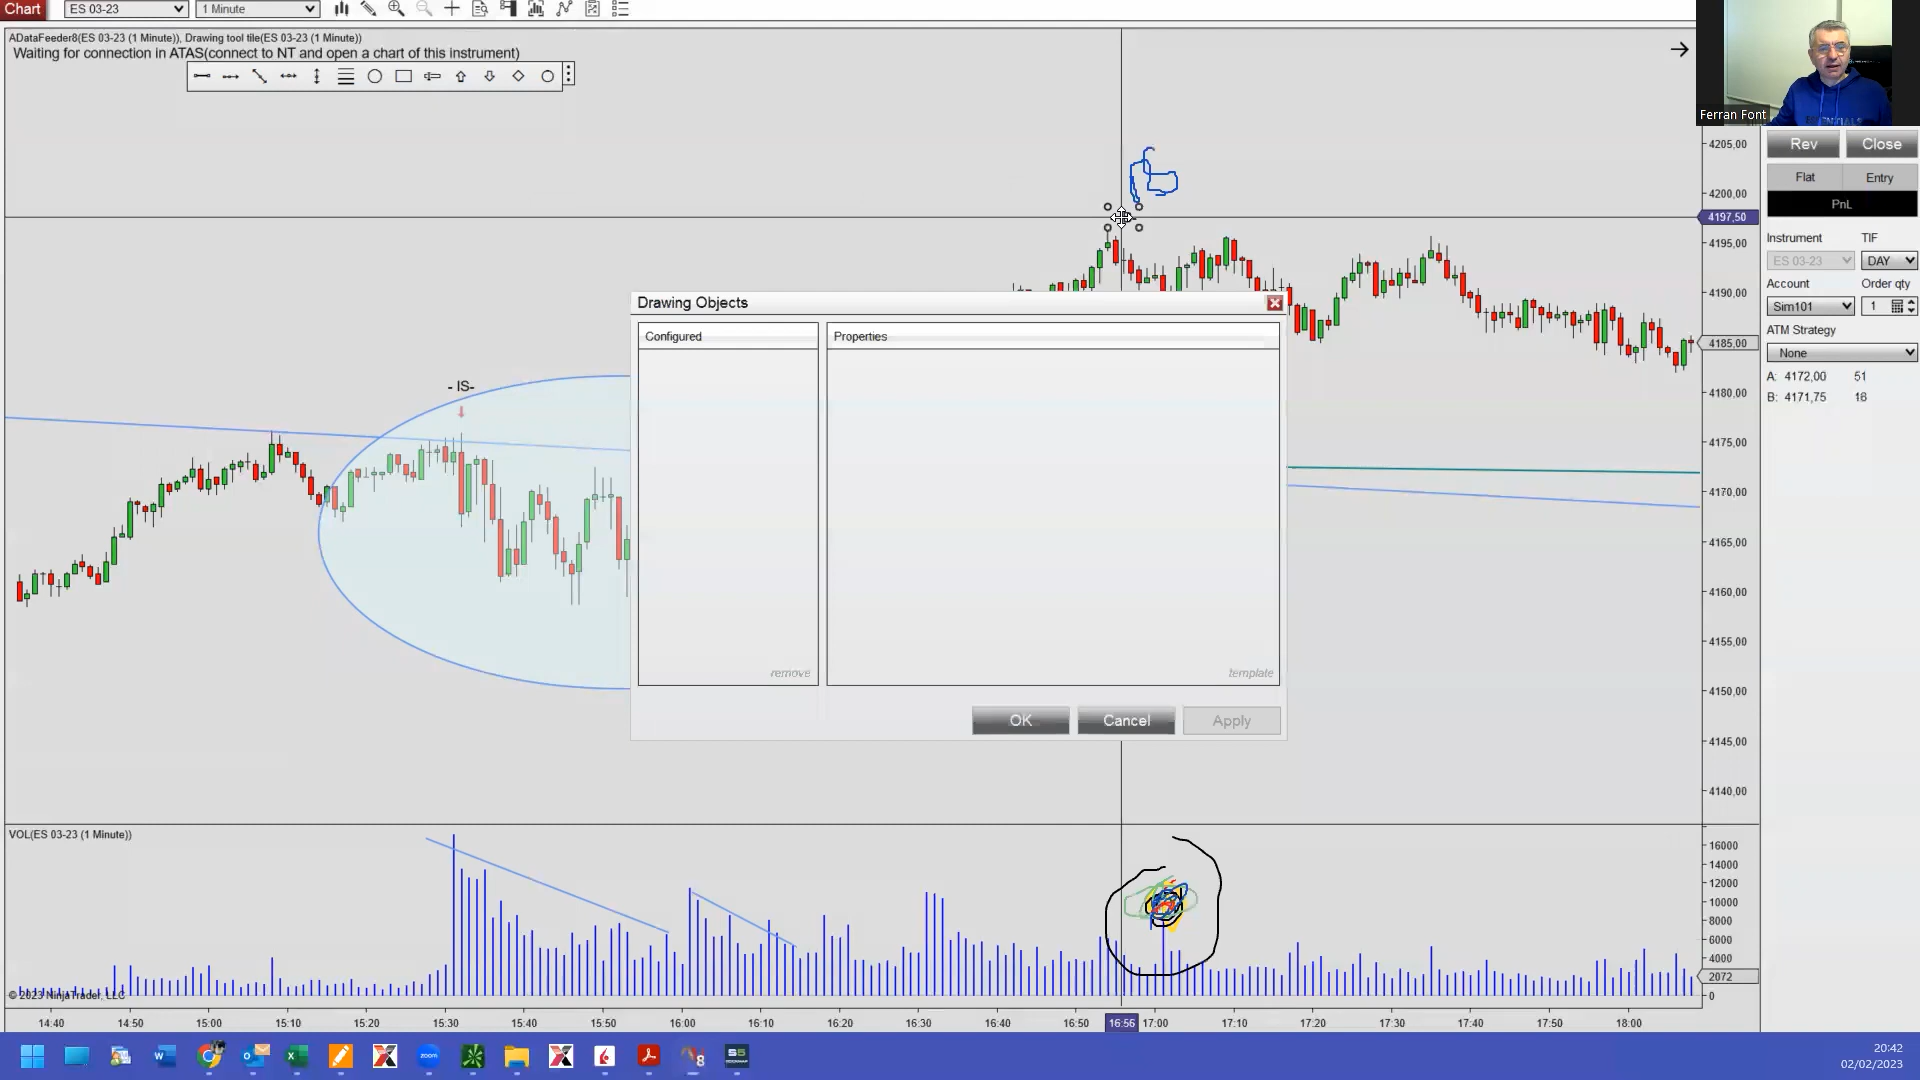 Chart ES 03-23 1 Minute
ADataFeeder8(ES 03-23 (1 Minute)), Drawing tool tile(ES 03-23 (1 Minute))
Waiting for connection in ATAS(connect to NT and open a chart of this instrument)
Ferran Font
4205,00
4200,00
4197,50
4195,00
4190,00
4185,00
4180,00
4175,00
4170,00
4165,00
4160,00
4155,00
4150,00
4145,00
4140,00
Rev Close
Flat Entry
PnL
Instrument TIF
ES 03-23 DAY
Account Order qty
Sim101 1
ATM Strategy
None
A: 4172,00 51
B: 4171,75 18
- IS-
Drawing Objects
Configured Properties
remove template
OK Cancel Apply
VOL(ES 03-23 (1 Minute))
16000
14000
12000
10000
8000
6000
4000
2072
0
© 2023 NinjaTrader, LLC
14:40 14:50 15:00 15:10 15:20 15:30 15:40 15:50 16:00 16:10 16:20 16:30 16:40 16:50 16:56 17:00 17:10 17:20 17:30 17:40 17:50 18:00
zoom 8
20:42
02/02/2023